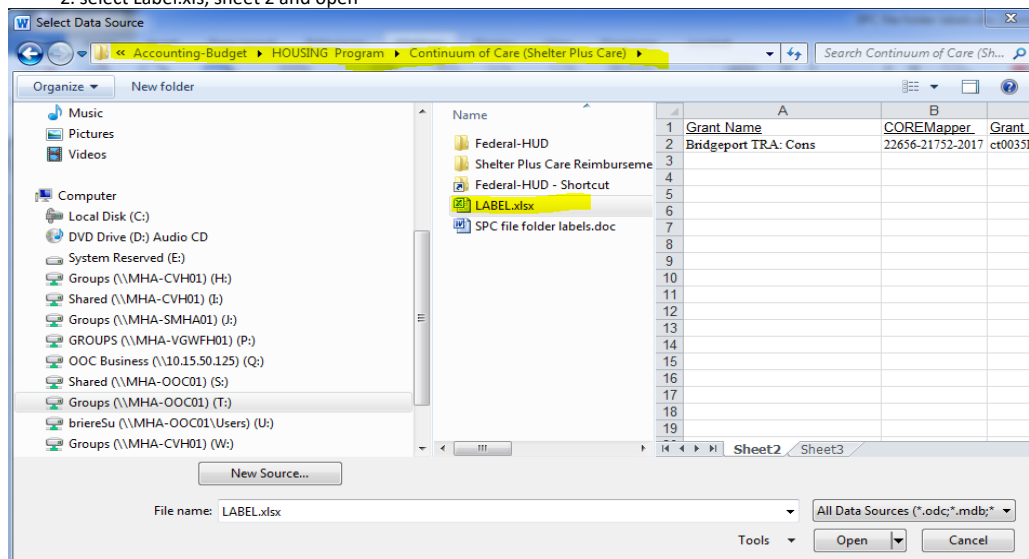 2. select Label.xls, sheet 2 and open
Select Data Source
« Accounting-Budget ▸ HOUSING Program ▸ Continuum of Care (Shelter Plus Care) ▸
Search Continuum of Care (Sh...
Organize ▾ New folder
Music
Pictures
Videos
Computer
Local Disk (C:)
DVD Drive (D:) Audio CD
System Reserved (E:)
Groups (\\MHA-CVH01) (H:)
Shared (\\MHA-CVH01) (I:)
Groups (\\MHA-SMHA01) (J:)
GROUPS (\\MHA-VGWFH01) (P:)
OOC Business (\\10.15.50.125) (Q:)
Shared (\\MHA-OOC01) (S:)
Groups (\\MHA-OOC01) (T:)
briereSu (\\MHA-OOC01\Users) (U:)
Groups (\\MHA-CVH01) (W:)
Name
Federal-HUD
Shelter Plus Care Reimburseme
Federal-HUD - Shortcut
LABEL.xlsx
SPC file folder labels.doc
A B
1 Grant Name COREMapper Grant
2 Bridgeport TRA: Cons 22656-21752-2017 ct0035
3
4
5
6
7
8
9
10
11
12
13
14
15
16
17
18
19
Sheet2 Sheet3
New Source...
File name: LABEL.xlsx
All Data Sources (*.odc;*.mdb;*
Tools ▾ Open Cancel